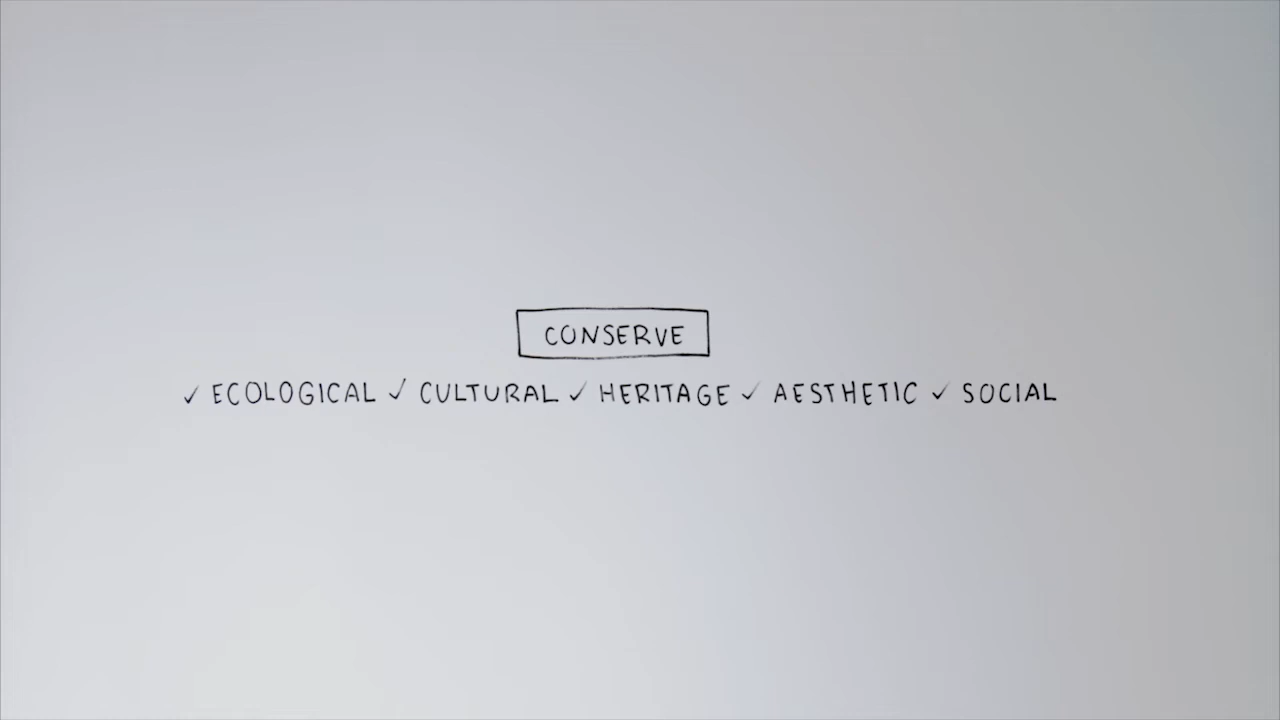 CONSERVE
✓ ECOLOGICAL ✓ CULTURAL ✓ HERITAGE ✓ AESTHETIC ✓ SOCIAL